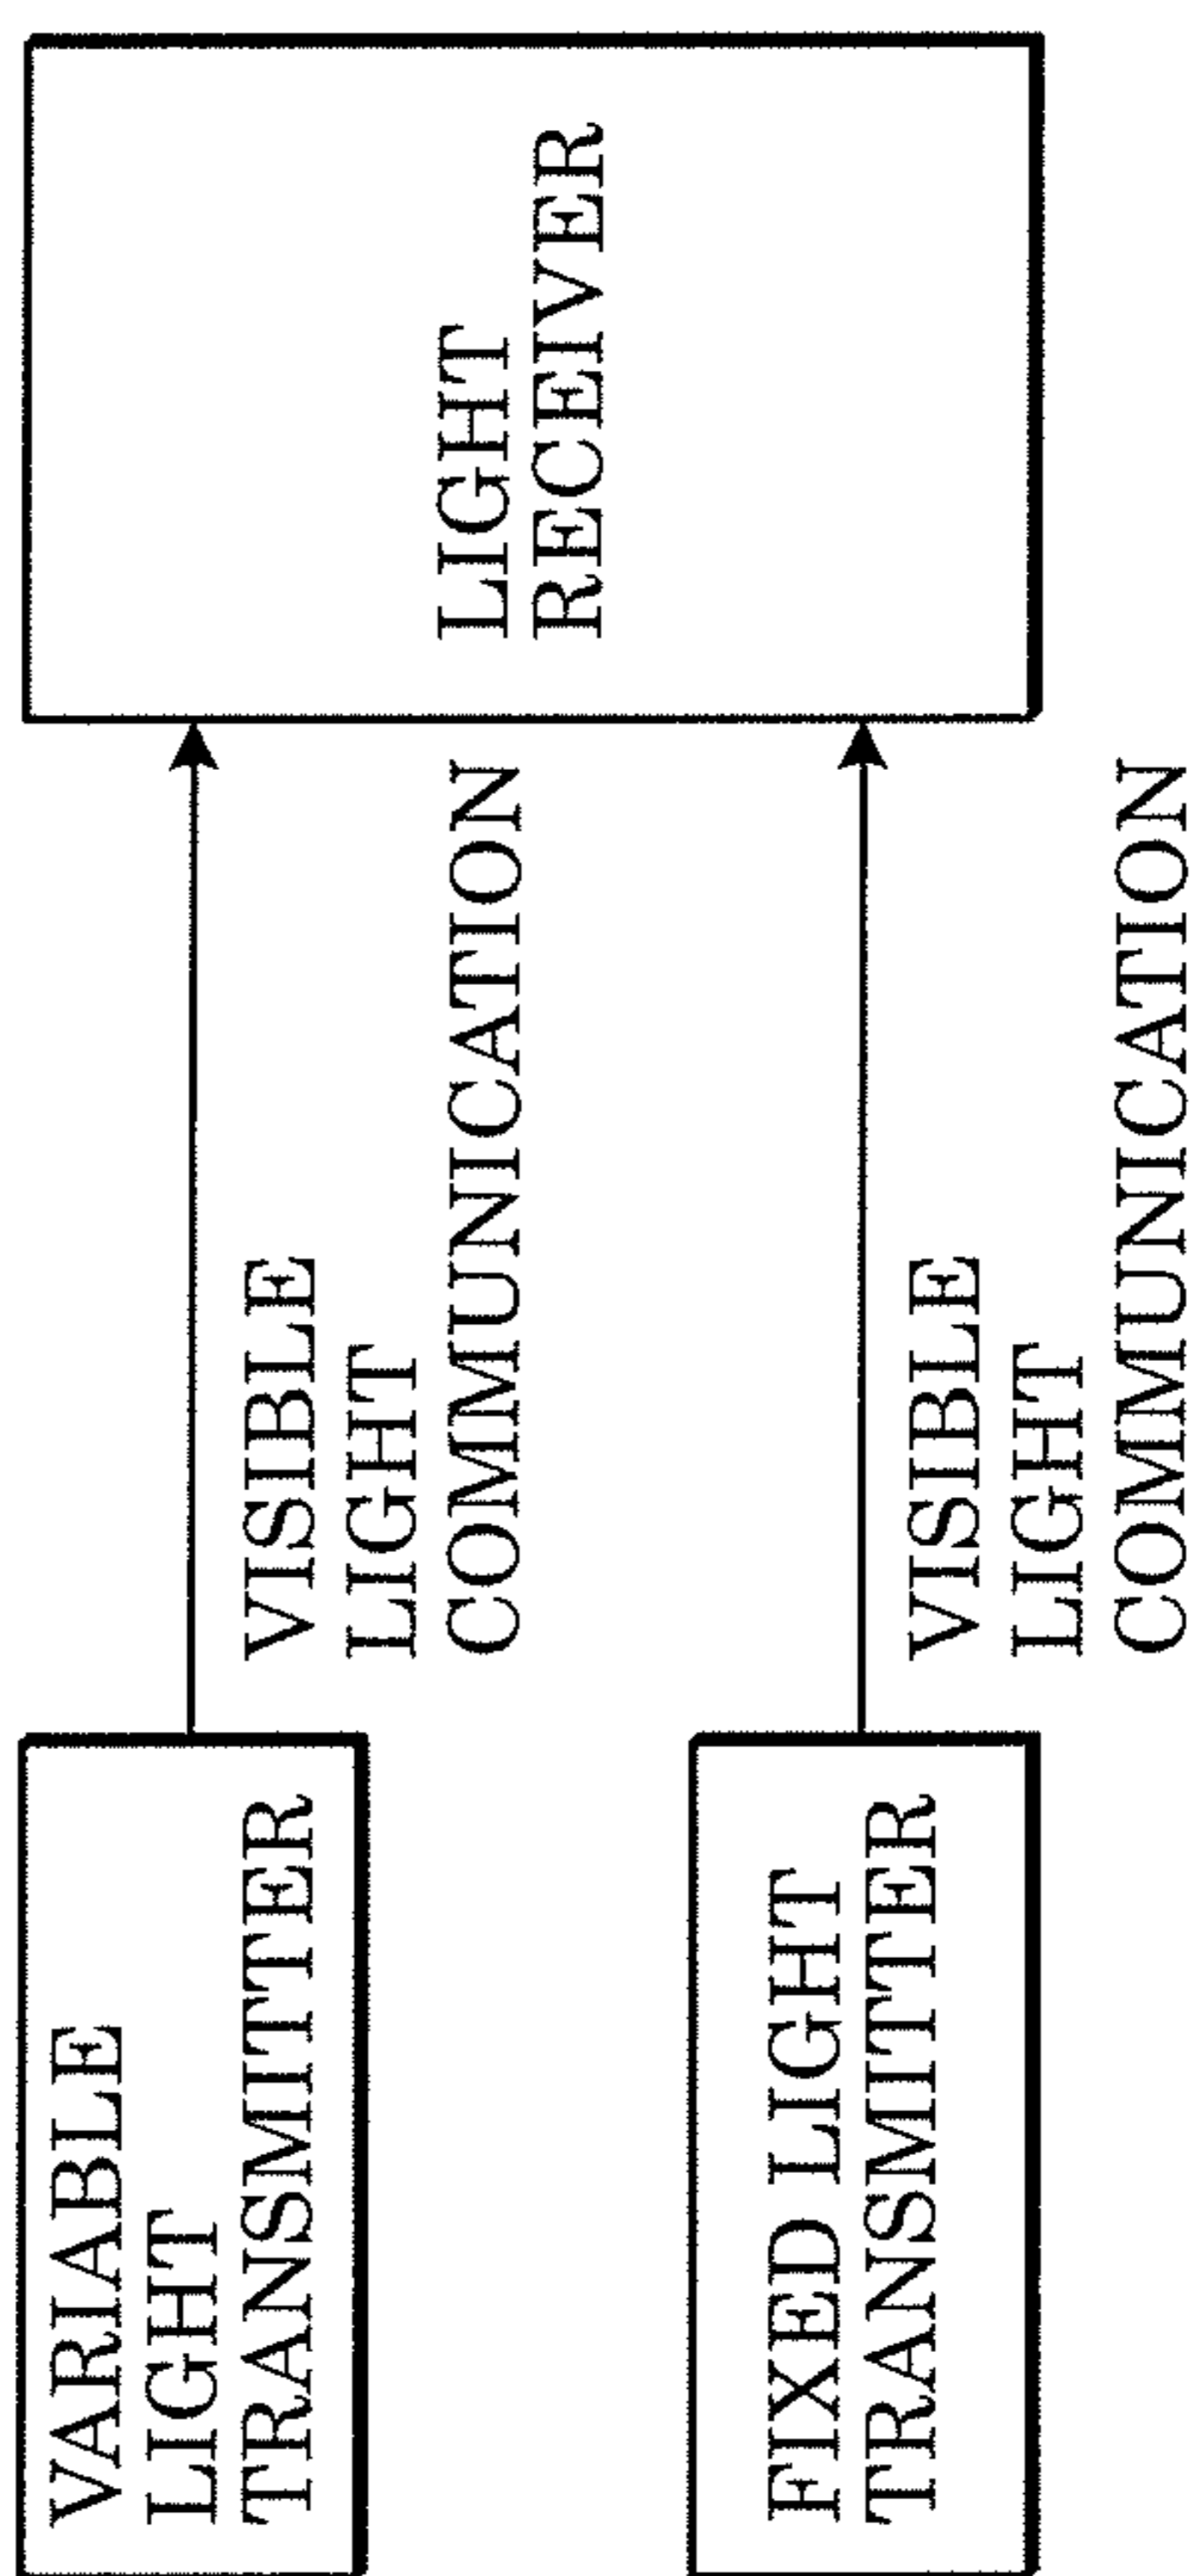 VARIABLE
LIGHT
TRANSMITTER
VISIBLE
LIGHT
COMMUNICATION
LIGHT
RECEIVER
FIXED LIGHT
TRANSMITTER
VISIBLE
LIGHT
COMMUNICATION